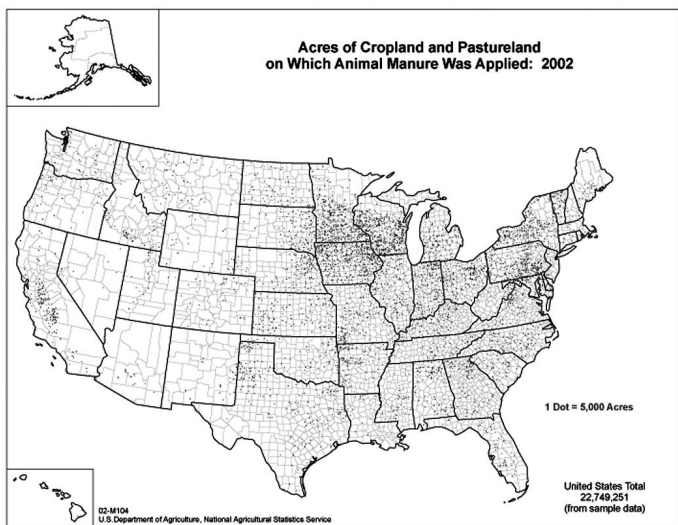 Acres of Cropland and Pastureland
on Which Animal Manure Was Applied: 2002
1 Dot = 5,000 Acres
United States Total
22,749,251
(from sample data)
02-M104
U.S. Department of Agriculture, National Agricultural Statistics Service